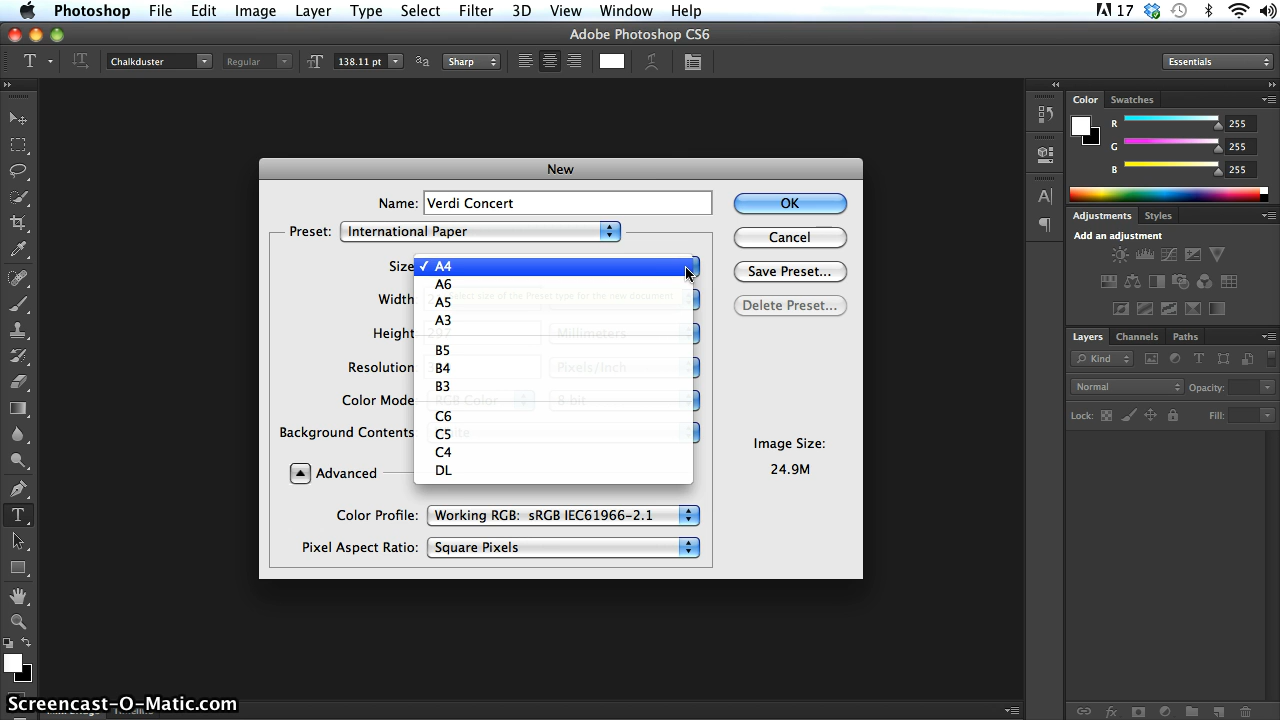 Photoshop File Edit Image Layer Type Select Filter 3D View Window Help 17
Adobe Photoshop CS6
T Chalkduster Regular 138.11 pt Sharp Essentials
Color Swatches
R 255
G 255
B 255
Adjustments Styles
Add an adjustment
Layers Channels Paths
Kind
Normal Opacity:
Lock: Fill:
New
Name: Verdi Concert OK
Preset: International Paper Cancel
Size A4 Save Preset...
A6
A5
A3
B5
B4
B3
C6
C5
C4
DL
Width
Height Millimeters
Resolution Pixels/Inch
Color Mode RGB Color 8 bit
Background Contents
Delete Preset...
Advanced
Image Size:
24.9M
Color Profile: Working RGB: sRGB IEC61966-2.1
Pixel Aspect Ratio: Square Pixels
Screencast-O-Matic.com